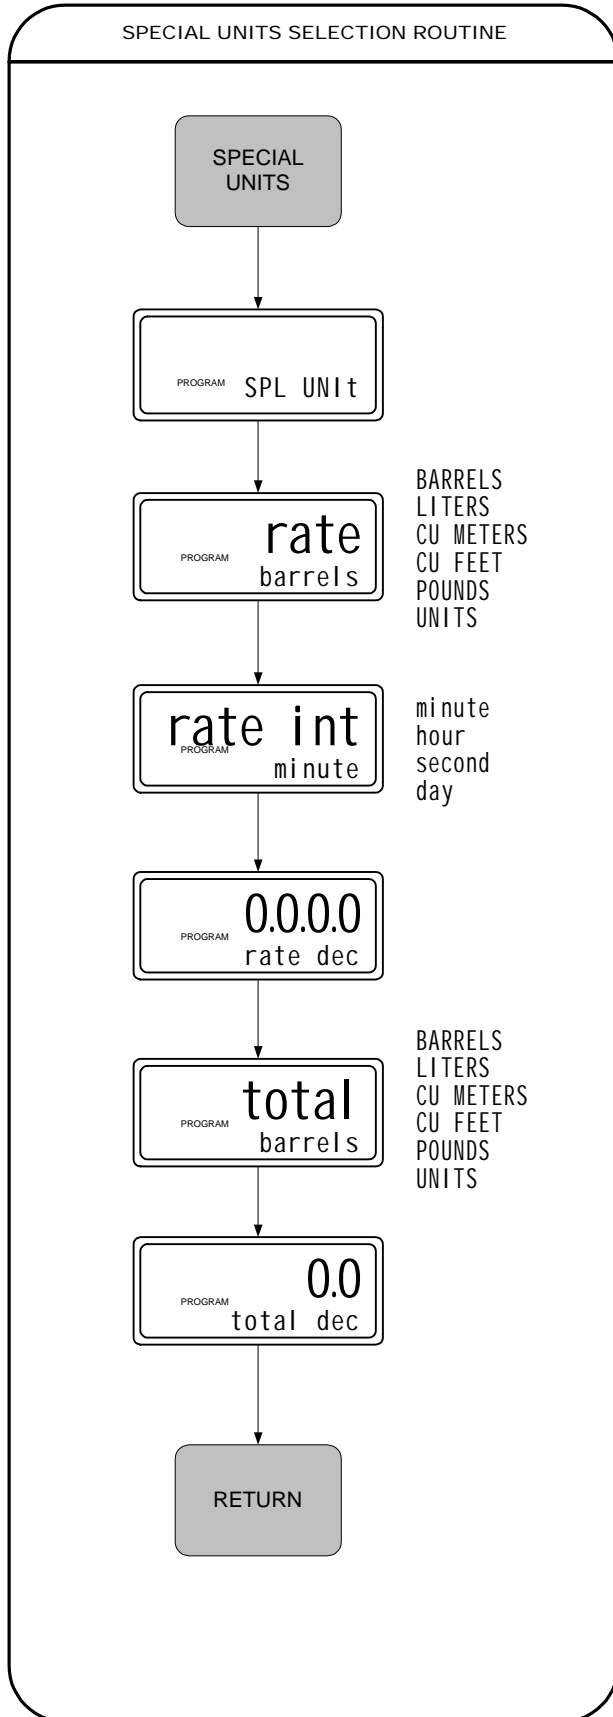 SPECIAL UNITS SELECTION ROUTINE
SPECIAL
UNITS
PROGRAM SPL UNIt
rate
PROGRAM
barrels
BARRELS
LITERS
CU METERS
CU FEET
POUNDS
UNITS
rate int
PROGRAM
minute
minute
hour
second
day
0.0.0.0
PROGRAM
rate dec
total
PROGRAM
barrels
BARRELS
LITERS
CU METERS
CU FEET
POUNDS
UNITS
0.0
PROGRAM
total dec
RETURN